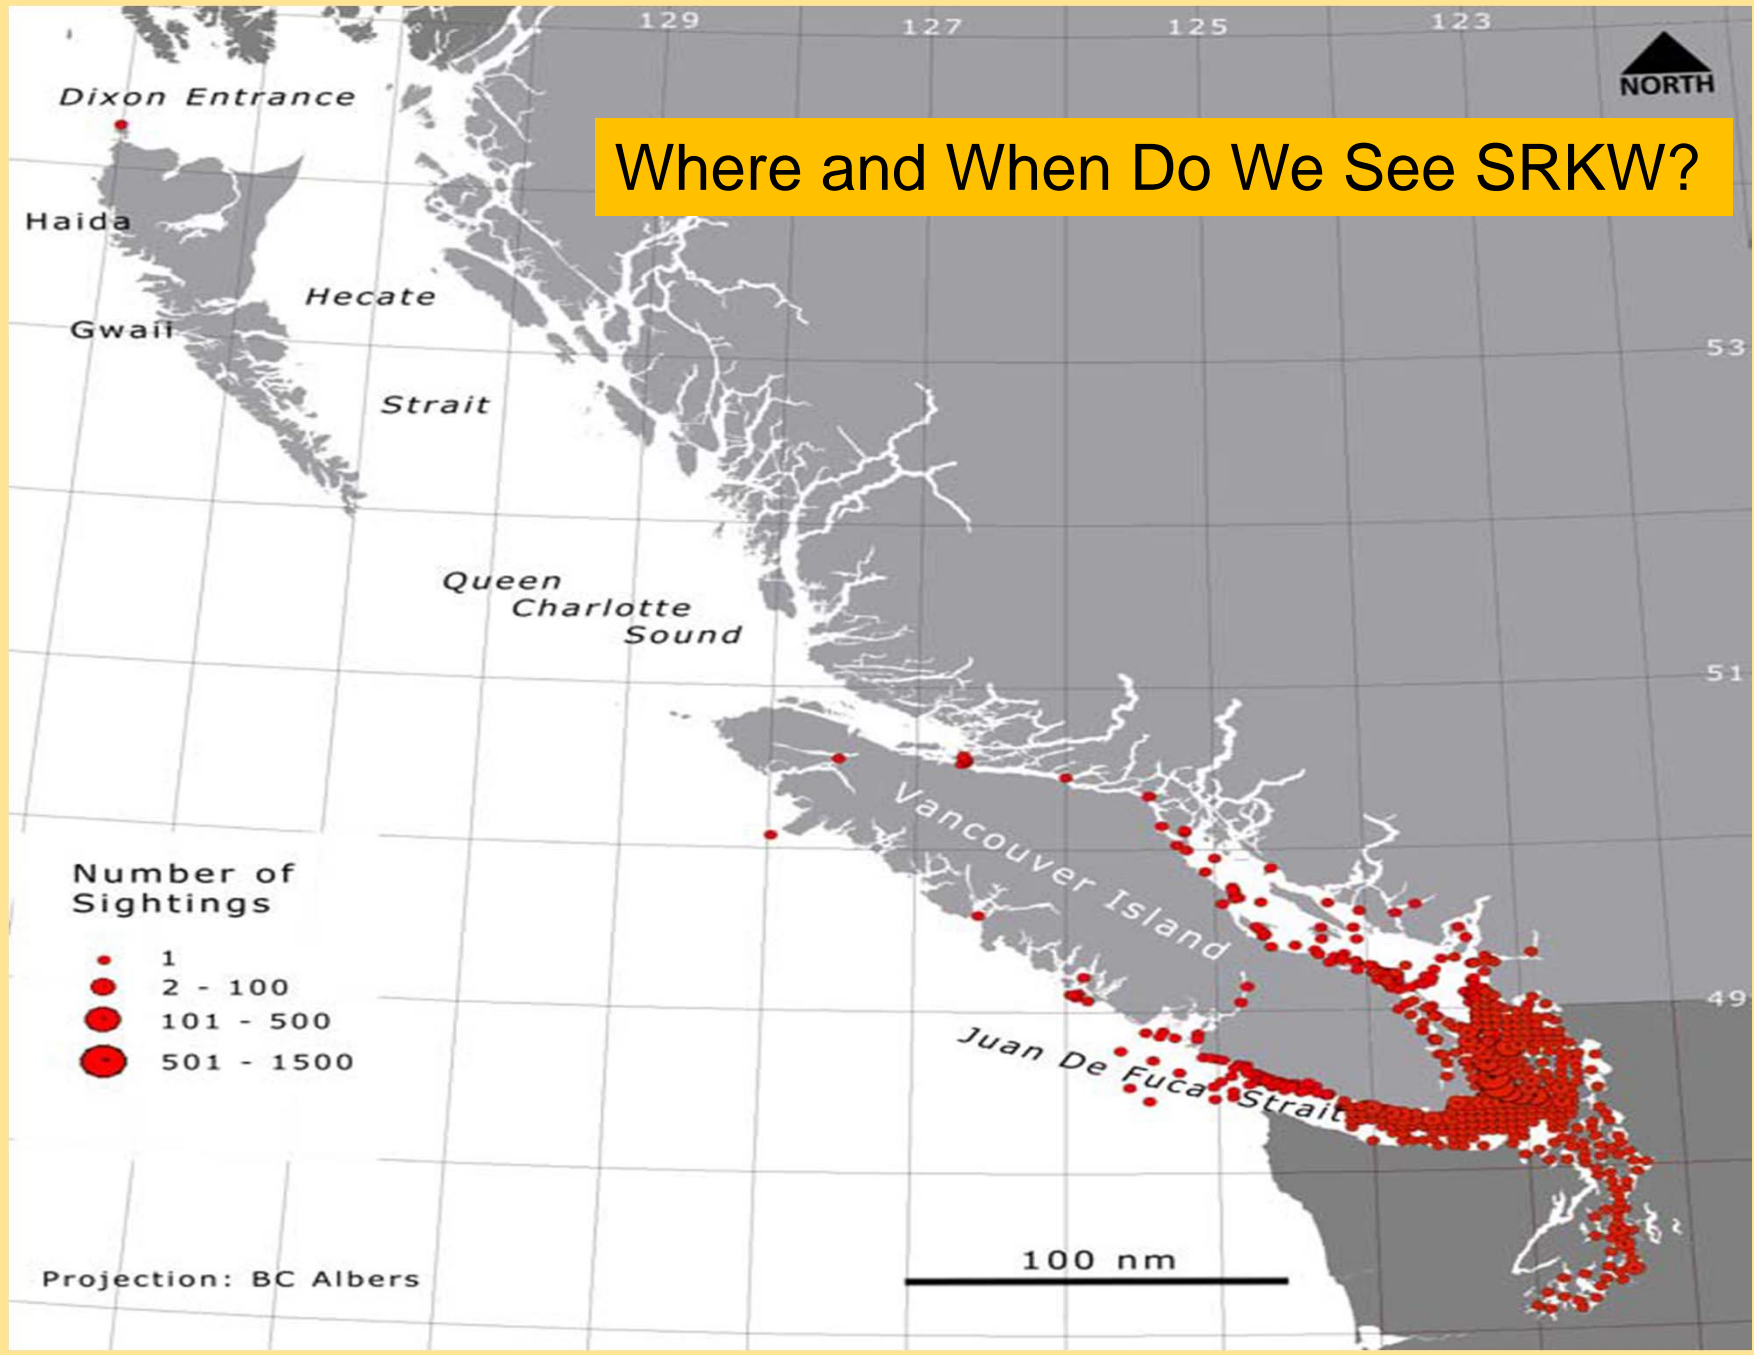 129 127 125 123
NORTH
Dixon Entrance
Where and When Do We See SRKW?
Haida
Hecate
Gwaii
53
Strait
Queen
Charlotte
Sound
51
Vancouver Island
Number of
Sightings
1
2 - 100
101 - 500
501 - 1500
49
Juan De Fuca Strait
100 nm
Projection: BC Albers